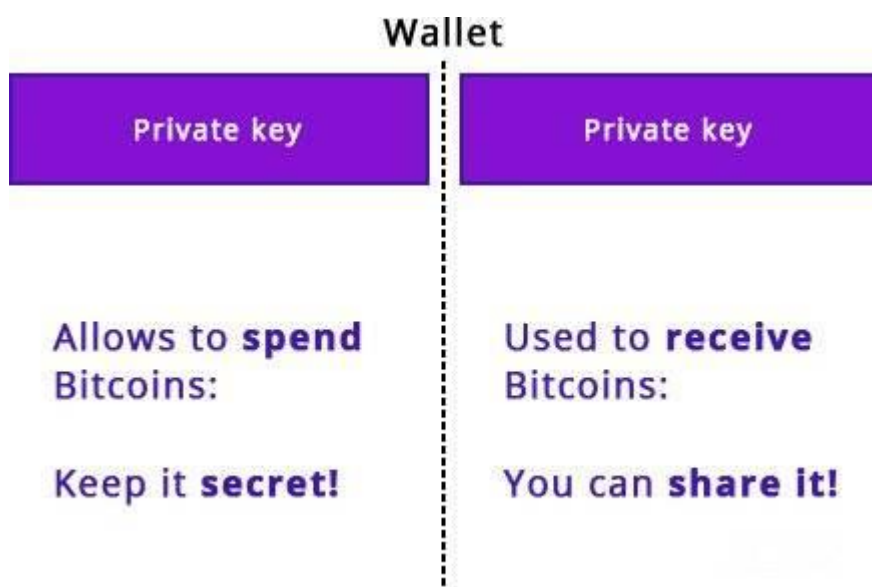 Wallet
Private key
Allows to spend
Bitcoins:
Keep it secret!
Private key
Used to receive
Bitcoins:
You can share it!